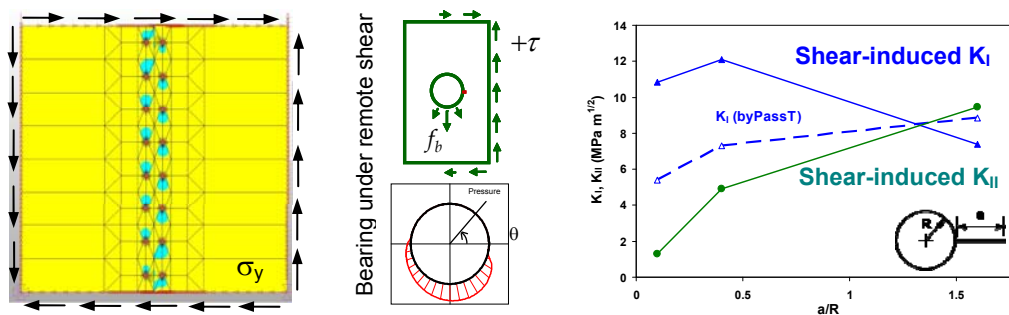 σy
Bearing under remote shear
+τ
fb
Pressure
θ
14
12
10
8
6
4
2
0
KI, KII (MPa m1/2)
Shear-induced KI
KI (byPassT)
Shear-induced KII
R
a
0
0.5
1
1.5
a/R